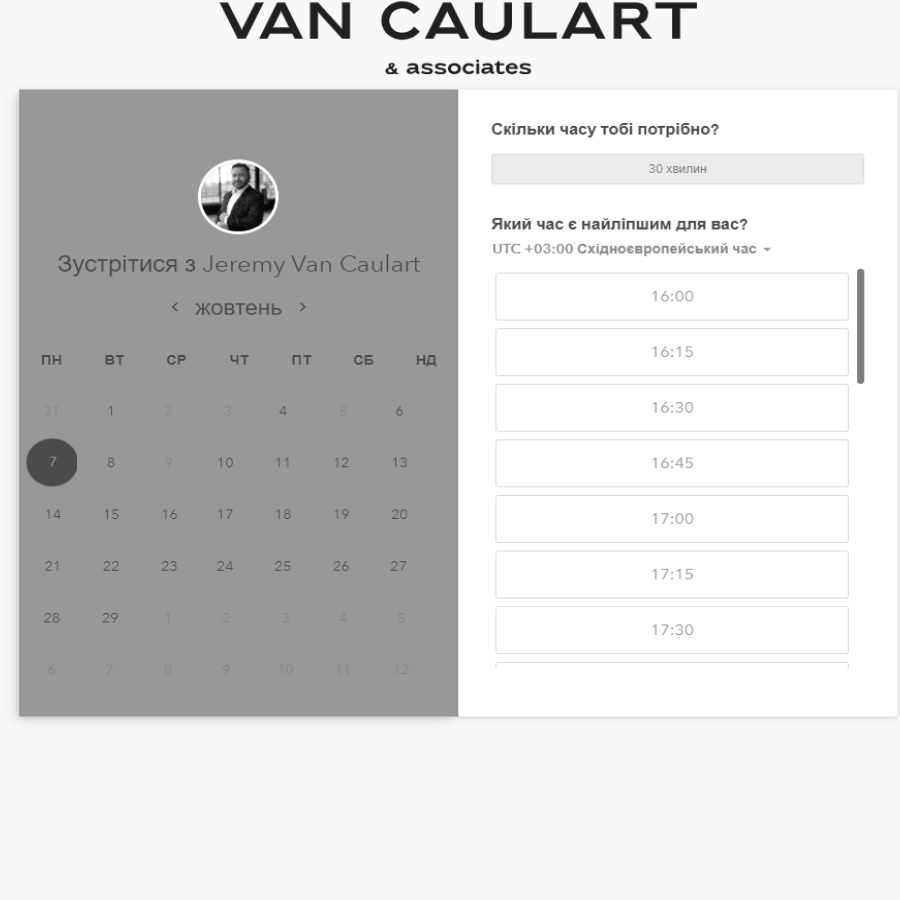 VAN CAULART
& associates
Зустрітися з Jeremy Van Caulart
жовтень
ПН ВТ СР ЧТ ПТ СБ НД
31 1 2 3 4 5 6
7 8 9 10 11 12 13
14 15 16 17 18 19 20
21 22 23 24 25 26 27
28 29 1 2 3 4 5
6 7 8 9 10 11 12
Скільки часу тобі потрібно?
30 хвилин
Який час є найліпшим для вас?
UTC +03:00 Східноєвропейський час
16:00
16:15
16:30
16:45
17:00
17:15
17:30